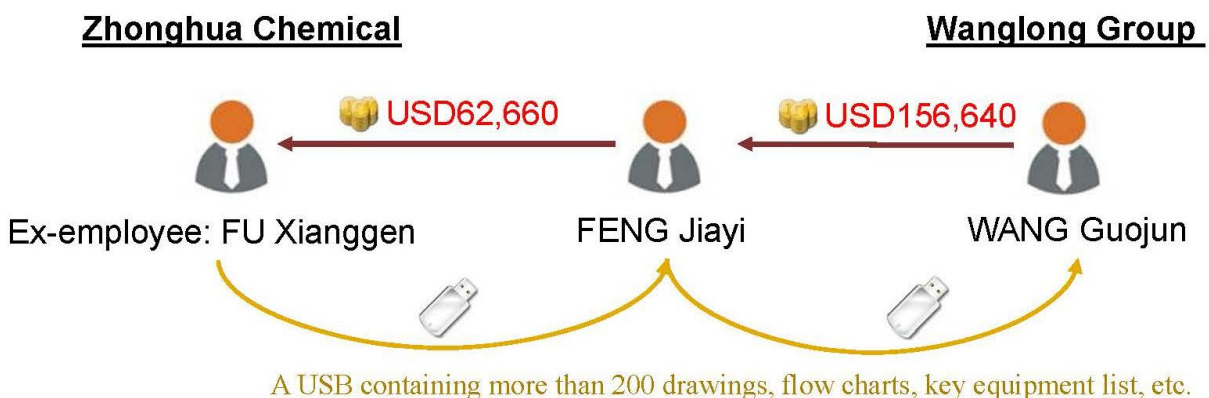 Zhonghua Chemical
Wanglong Group
USD62,660
USD156,640
Ex-employee: FU Xianggen
FENG Jiayi
WANG Guojun
A USB containing more than 200 drawings, flow charts, key equipment list, etc.